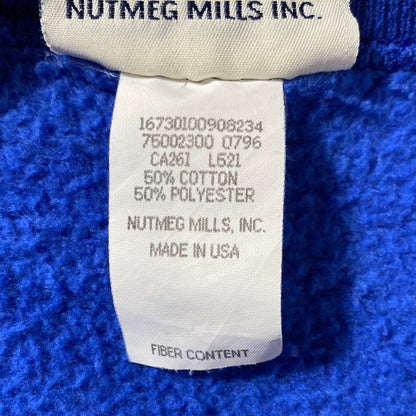 NUTMEG MILLS INC.
16730100908234
75002300 0796
CA261 L521
50% COTTON
50% POLYESTER
NUTMEG MILLS, INC.
MADE IN USA
FIBER CONTENT